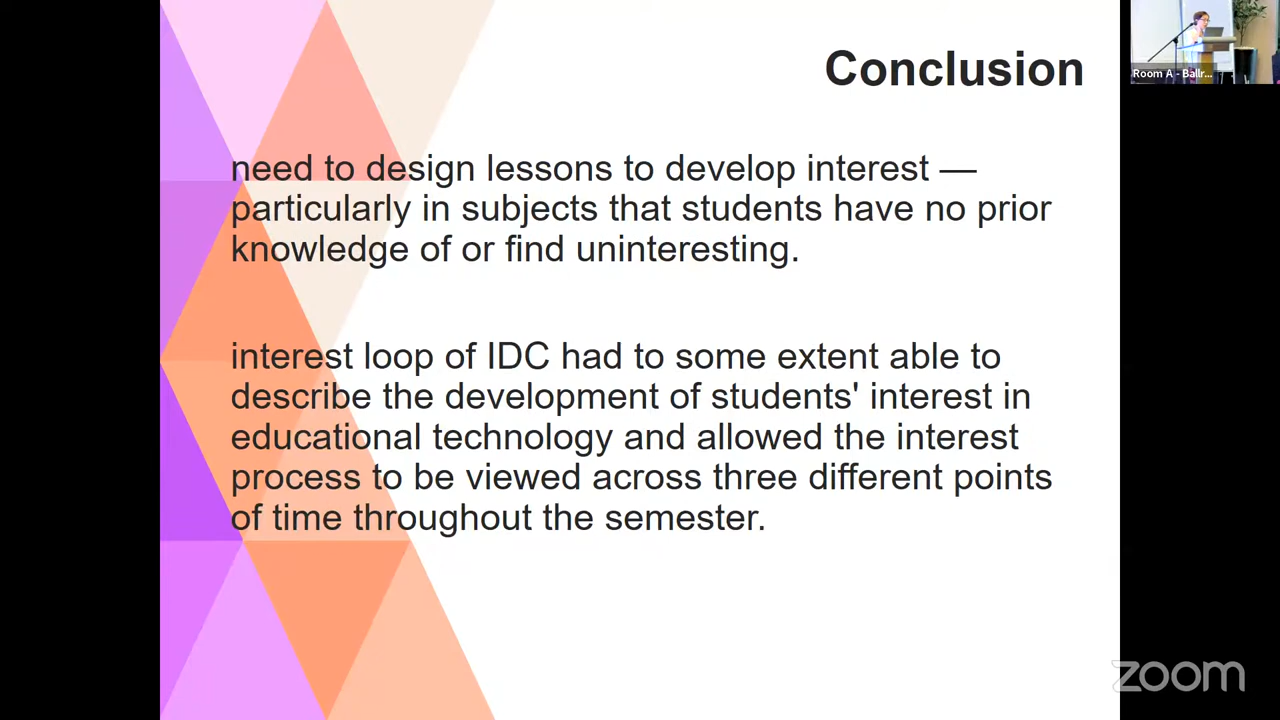 Conclusion
need to design lessons to develop interest —
particularly in subjects that students have no prior
knowledge of or find uninteresting.
interest loop of IDC had to some extent able to
describe the development of students' interest in
educational technology and allowed the interest
process to be viewed across three different points
of time throughout the semester.
Room A - Ballr...
zoom